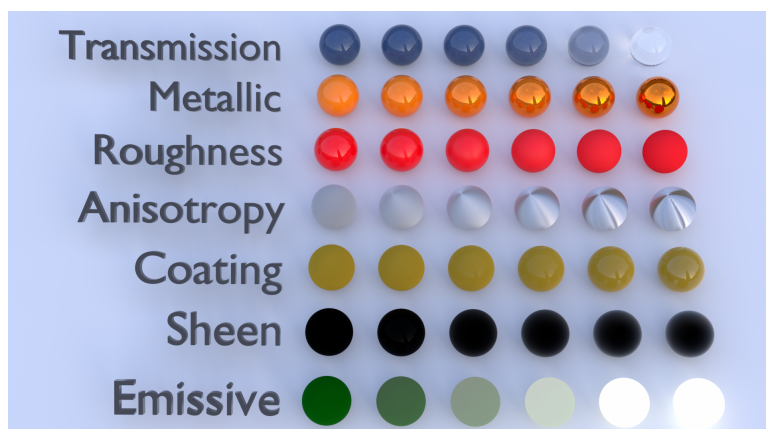 Transmission
Metallic
Roughness
Anisotropy
Coating
Sheen
Emissive